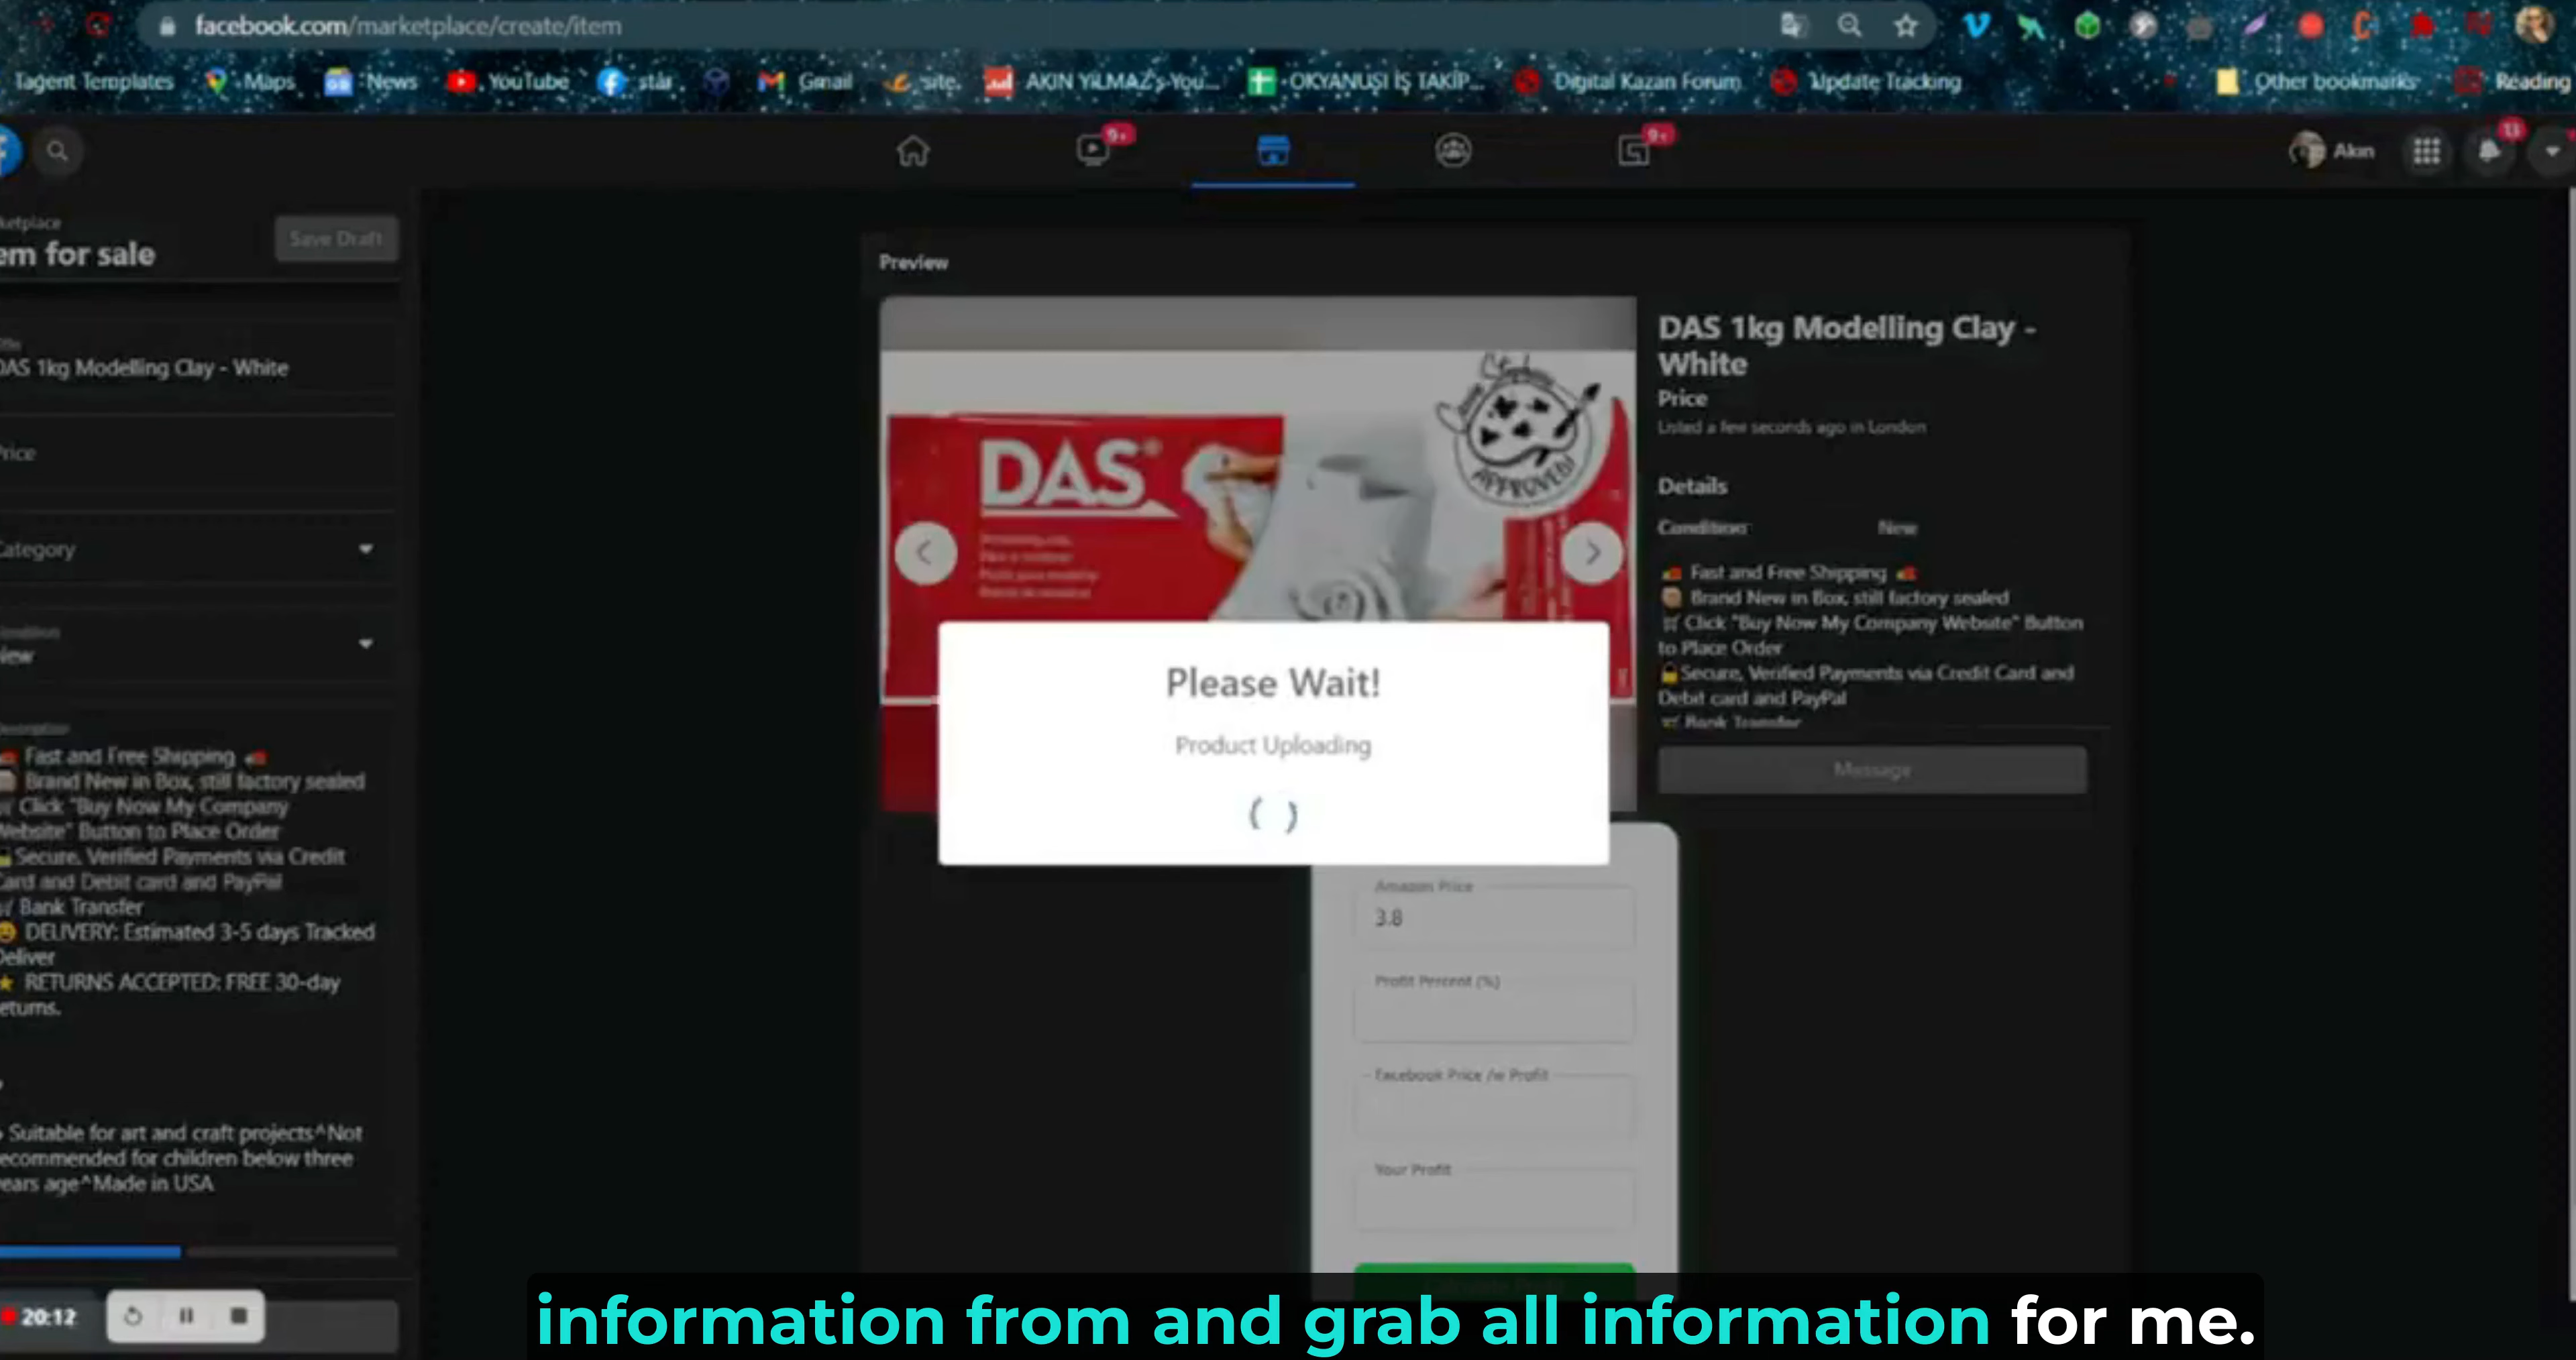 facebook.com/marketplace/create/item
Tagent Templates
Maps
News
YouTube
star
Gmail
site.
AKIN YILMAZ's-You...
OKYANUSI İŞ TAKİP...
Digital Kazan Forum
Update Tracking
Other bookmarks
Reading
9+
9+
Akın
13
ketplace
em for sale
Save Draft
DAS 1kg Modelling Clay - White
Price
Category
New
Description
Fast and Free Shipping
Brand New in Box, still factory sealed
Click "Buy Now My Company
Website" Button to Place Order
Secure, Verified Payments via Credit
Card and Debit card and PayPal
Bank Transfer
DELIVERY: Estimated 3-5 days Tracked
Deliver
RETURNS ACCEPTED: FREE 30-day
eturns.
Suitable for art and craft projects^Not
recommended for children below three
years age^Made in USA
20:12
Preview
DAS
APPROVED!
DAS 1kg Modelling Clay -
White
Price
Listed a few seconds ago in London
Details
Condition
New
Fast and Free Shipping
Brand New in Box, still factory sealed
Click "Buy Now My Company Website" Button
to Place Order
Secure, Verified Payments via Credit Card and
Debit card and PayPal
Bank Transfer
Message
Please Wait!
Product Uploading
Amazon Price
3.8
Profit Percent (%)
Facebook Price /w Profit
Your Profit
information from and grab all information for me.